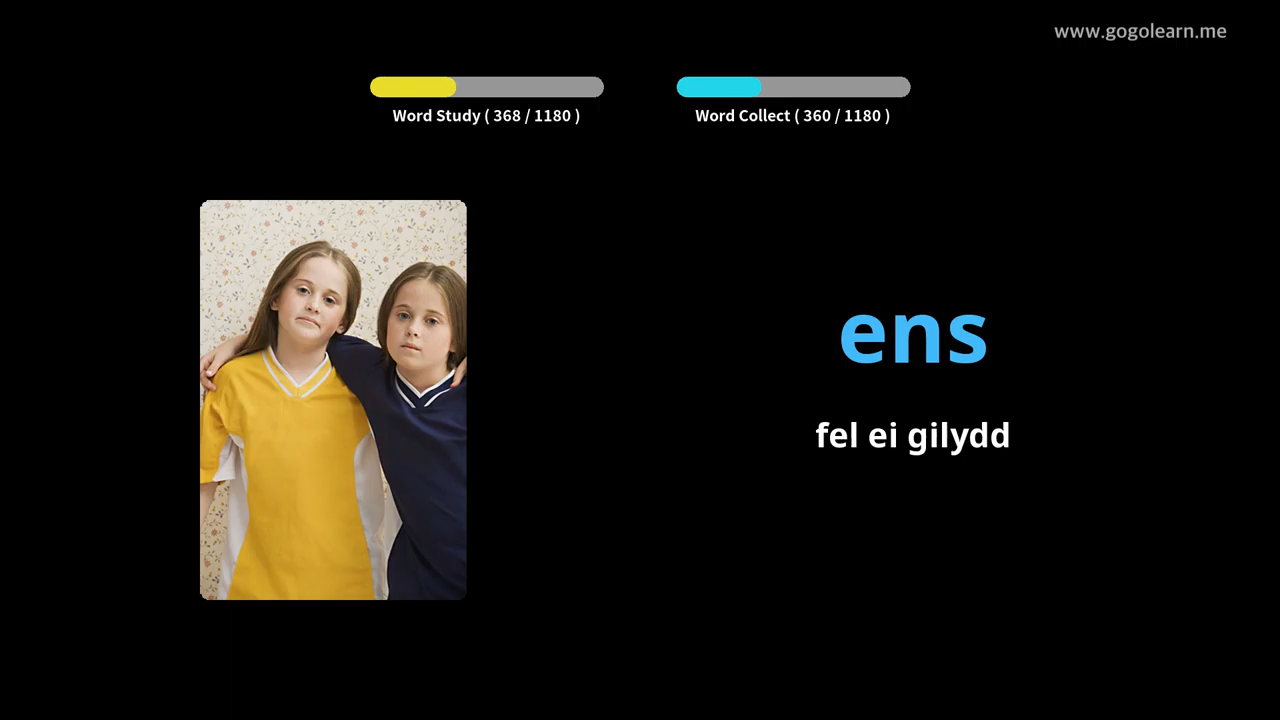 www.gogolearn.me
Word Study ( 368 / 1180 )
Word Collect ( 360 / 1180 )
ens
fel ei gilydd